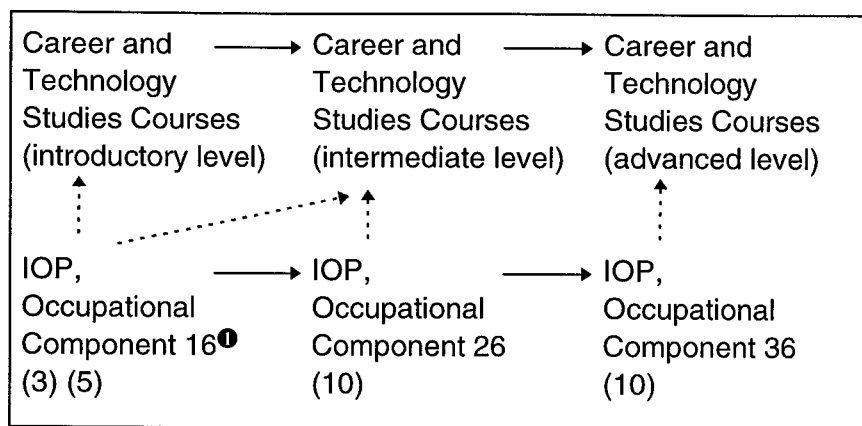 Career and
Technology
Studies Courses
(introductory level)
Career and
Technology
Studies Courses
(intermediate level)
Career and
Technology
Studies Courses
(advanced level)
IOP,
Occupational
Component 16❶
(3) (5)
IOP,
Occupational
Component 26
(10)
IOP,
Occupational
Component 36
(10)